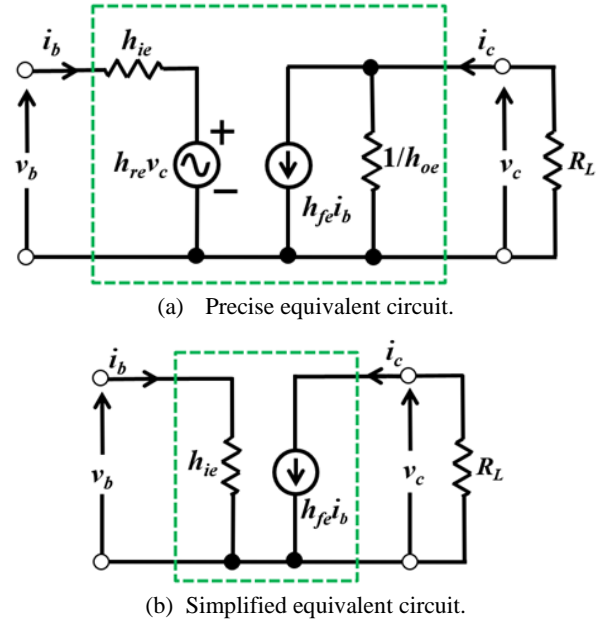 i_b h_ie i_c
+
v_b h_re v_c − h_fe i_b 1/h_oe v_c R_L
(a) Precise equivalent circuit.
i_b i_c
v_b h_ie h_fe i_b v_c R_L
(b) Simplified equivalent circuit.